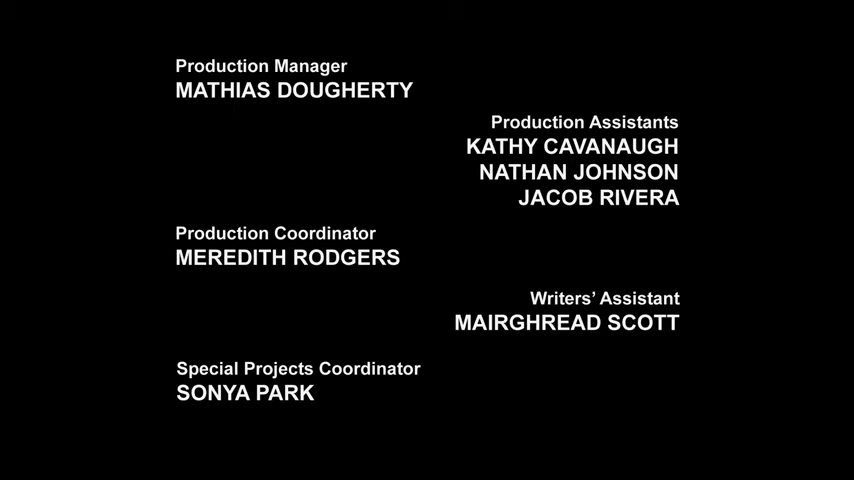 Production Manager
MATHIAS DOUGHERTY
Production Assistants
KATHY CAVANAUGH
NATHAN JOHNSON
JACOB RIVERA
Production Coordinator
MEREDITH RODGERS
Writers’ Assistant
MAIRGHREAD SCOTT
Special Projects Coordinator
SONYA PARK